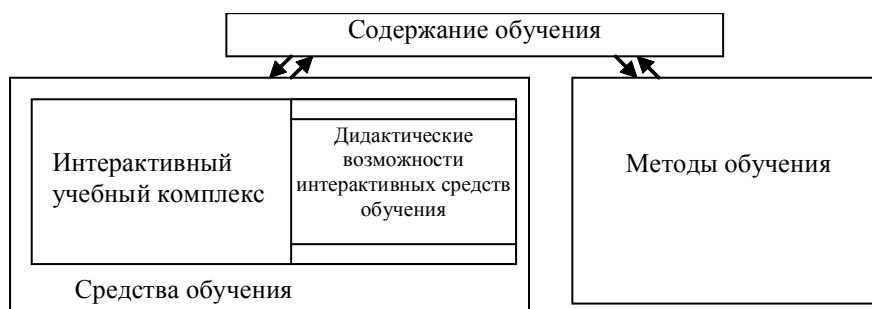 Содержание обучения
Интерактивный
учебный комплекс
Дидактические
возможности
интерактивных средств
обучения
Средства обучения
Методы обучения